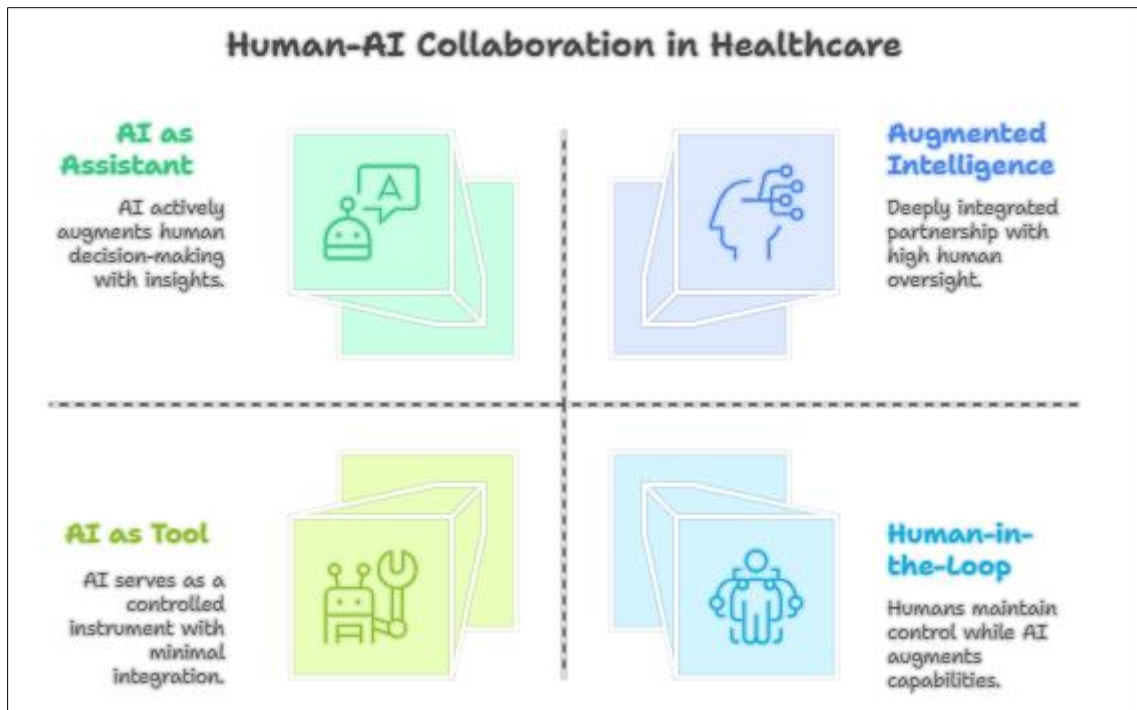 Human-AI Collaboration in Healthcare
AI as
Assistant
AI actively
augments human
decision-making
with insights.
A
Augmented
Intelligence
Deeply integrated
partnership with
high human
oversight.
AI as Tool
AI serves as a
controlled
instrument with
minimal
integration.
Human-in-
the-Loop
Humans maintain
control while AI
augments
capabilities.